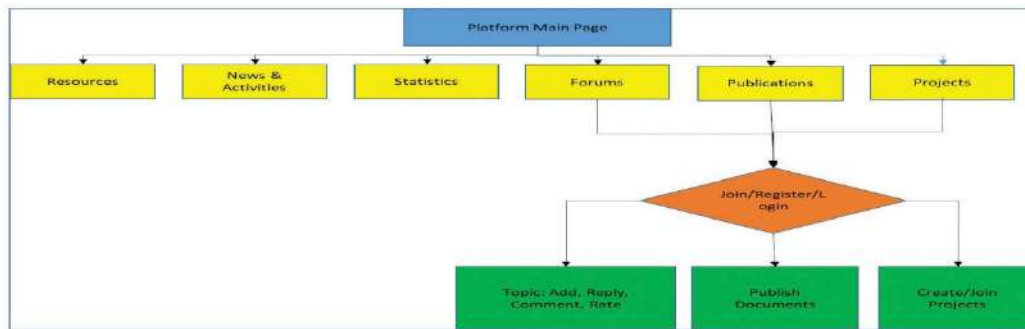 Platform Main Page
Resources
News &
Activities
Statistics
Forums
Publications
Projects
Join/Register/L
ogin
Topic: Add, Reply,
Comment, Rate
Publish
Documents
Create/Join
Projects